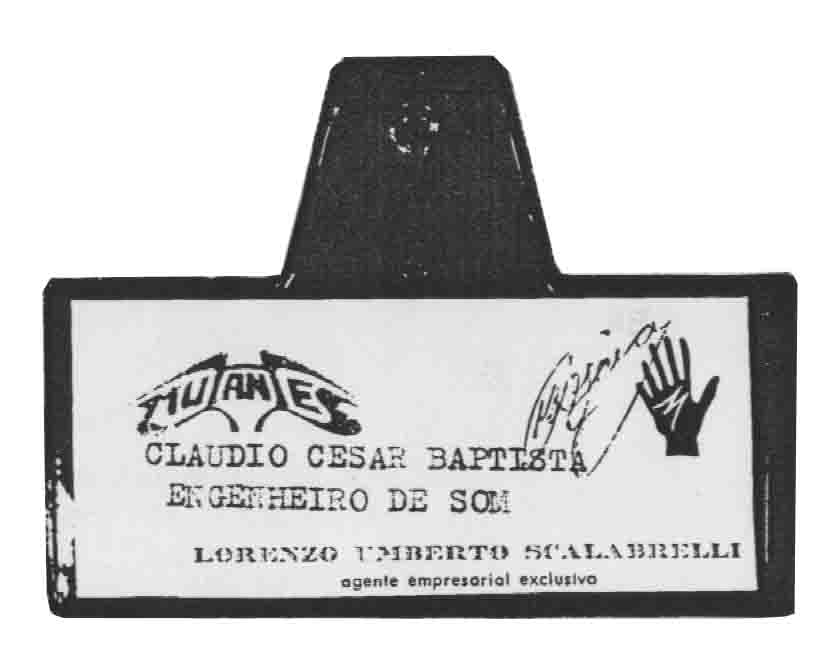 MUTANTES
CLAUDIO CESAR BAPTISTA
ENGENHEIRO DE SOM
LORENZO UMBERTO SCALABRELLI
agente empresarial exclusivo